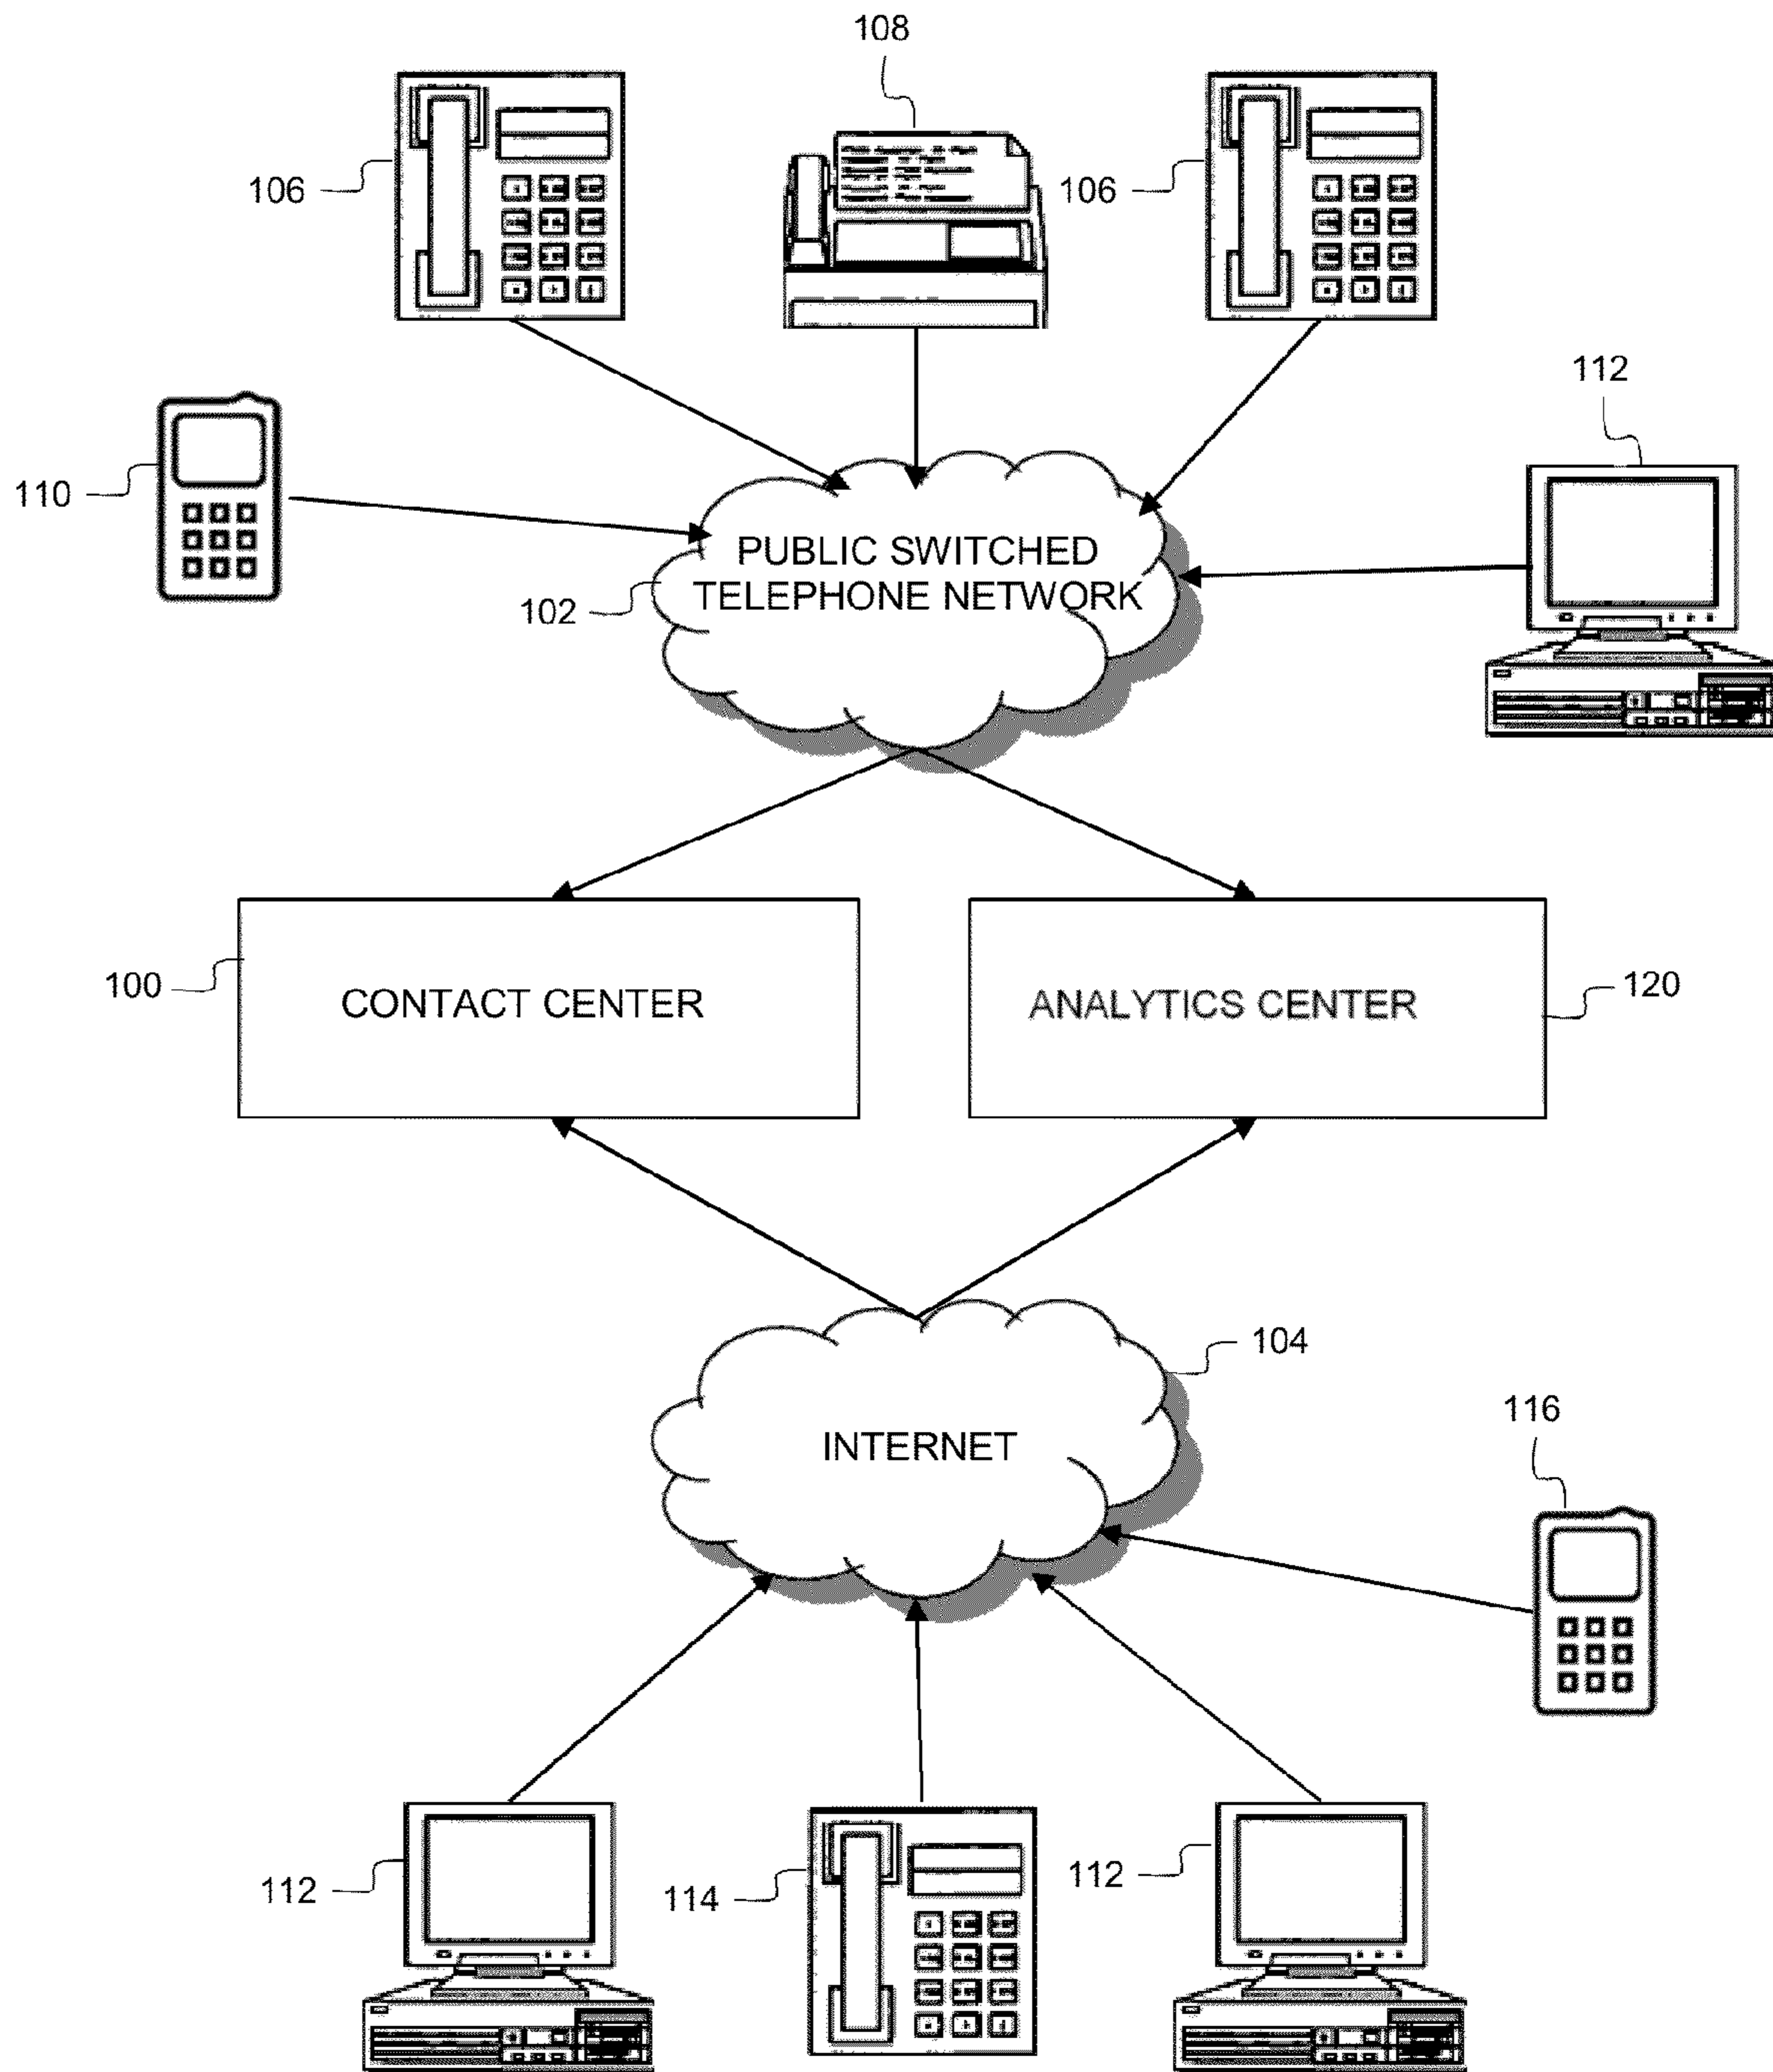 108
106
106
112
110
PUBLIC SWITCHED
TELEPHONE NETWORK
102
100
CONTACT CENTER
ANALYTICS CENTER
120
104
INTERNET
116
112
114
112